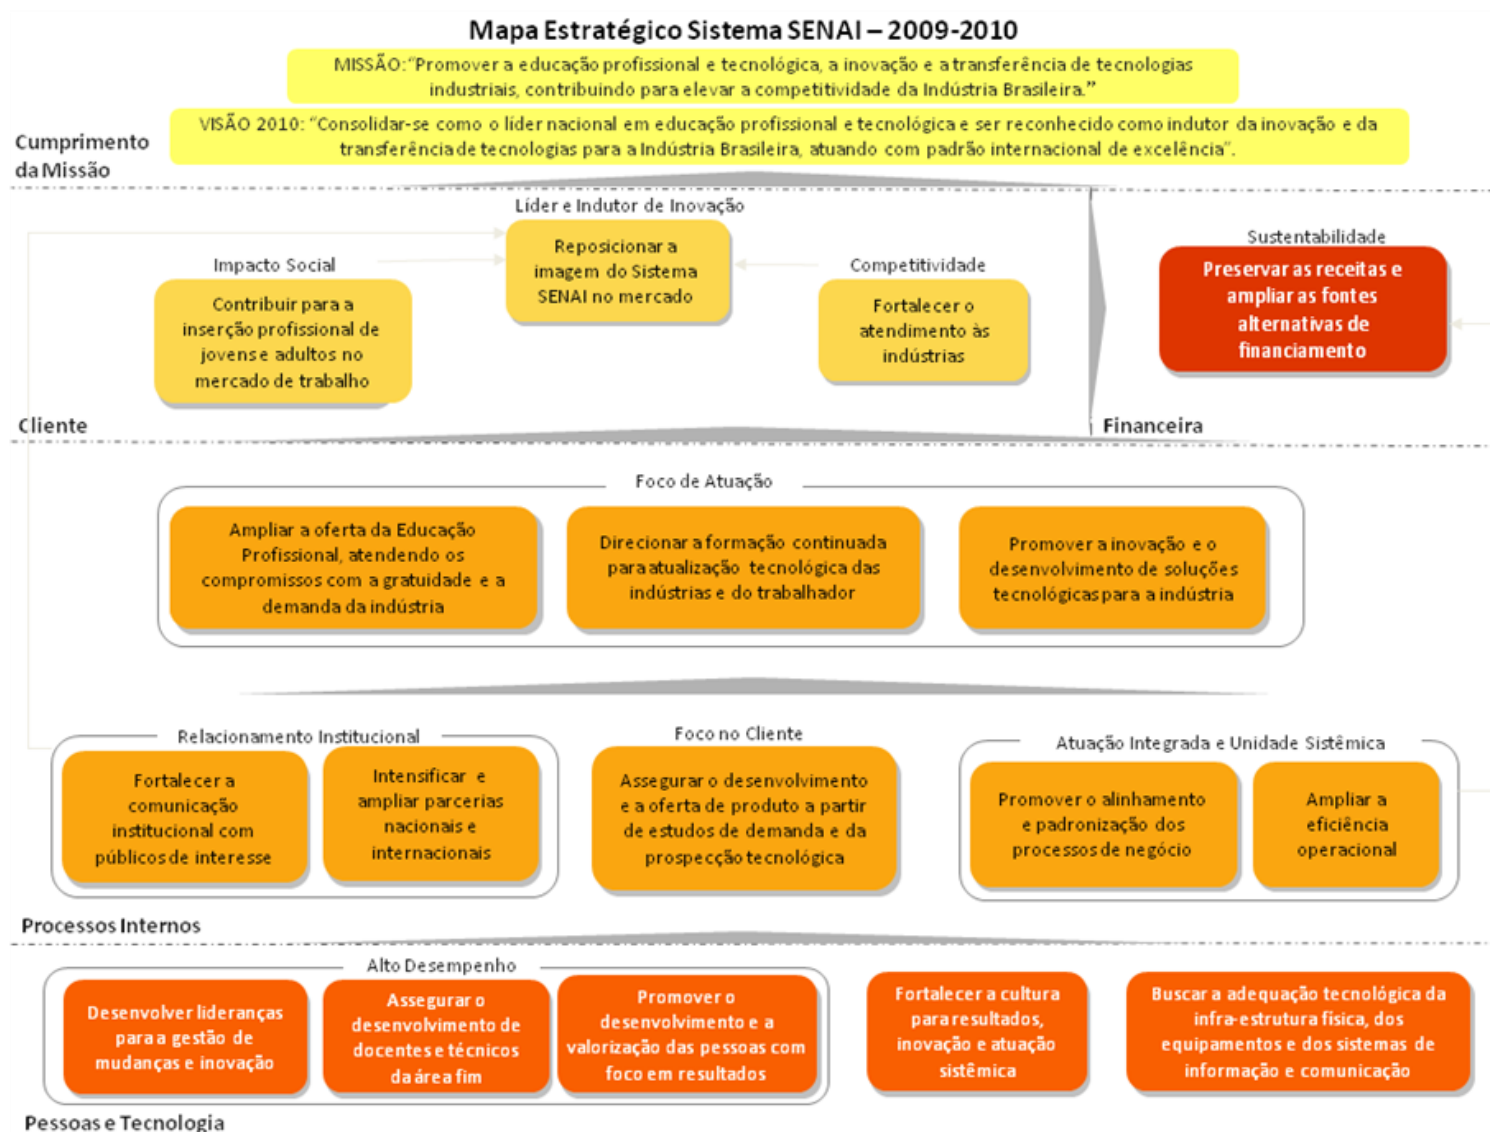 Mapa Estratégico Sistema SENAI – 2009-2010
MISSÃO:“Promover a educação profissional e tecnológica, a inovação e a transferência de tecnologias
industriais, contribuindo para elevar a competitividade da Indústria Brasileira.”
VISÃO 2010: “Consolidar-se como o líder nacional em educação profissional e tecnológica e ser reconhecido como indutor da inovação e da
transferência de tecnologias para a Indústria Brasileira, atuando com padrão internacional de excelência”.
Cumprimento
da Missão
Líder e Indutor de Inovação
Reposicionar a
imagem do Sistema
SENAI no mercado
Impacto Social
Contribuir para a
inserção profissional de
jovens e adultos no
mercado de trabalho
Competitividade
Fortalecer o
atendimento às
indústrias
Sustentabilidade
Preservar as receitas e
ampliar as fontes
alternativas de
financiamento
Cliente
Financeira
Foco de Atuação
Ampliar a oferta da Educação
Profissional, atendendo os
compromissos com a gratuidade e a
demanda da indústria
Direcionar a formação continuada
para atualização tecnológica das
indústrias e do trabalhador
Promover a inovação e o
desenvolvimento de soluções
tecnológicas para a indústria
Relacionamento Institucional
Fortalecer a
comunicação
institucional com
públicos de interesse
Intensificar e
ampliar parcerias
nacionais e
internacionais
Foco no Cliente
Assegurar o desenvolvimento
e a oferta de produto a partir
de estudos de demanda e da
prospecção tecnológica
Atuação Integrada e Unidade Sistêmica
Promover o alinhamento
e padronização dos
processos de negócio
Ampliar a
eficiência
operacional
Processos Internos
Alto Desempenho
Desenvolver lideranças
para a gestão de
mudanças e inovação
Assegurar o
desenvolvimento de
docentes e técnicos
da área fim
Promover o
desenvolvimento e a
valorização das pessoas com
foco em resultados
Fortalecer a cultura
para resultados,
inovação e atuação
sistêmica
Buscar a adequação tecnológica da
infra-estrutura física, dos
equipamentos e dos sistemas de
informação e comunicação
Pessoas e Tecnologia